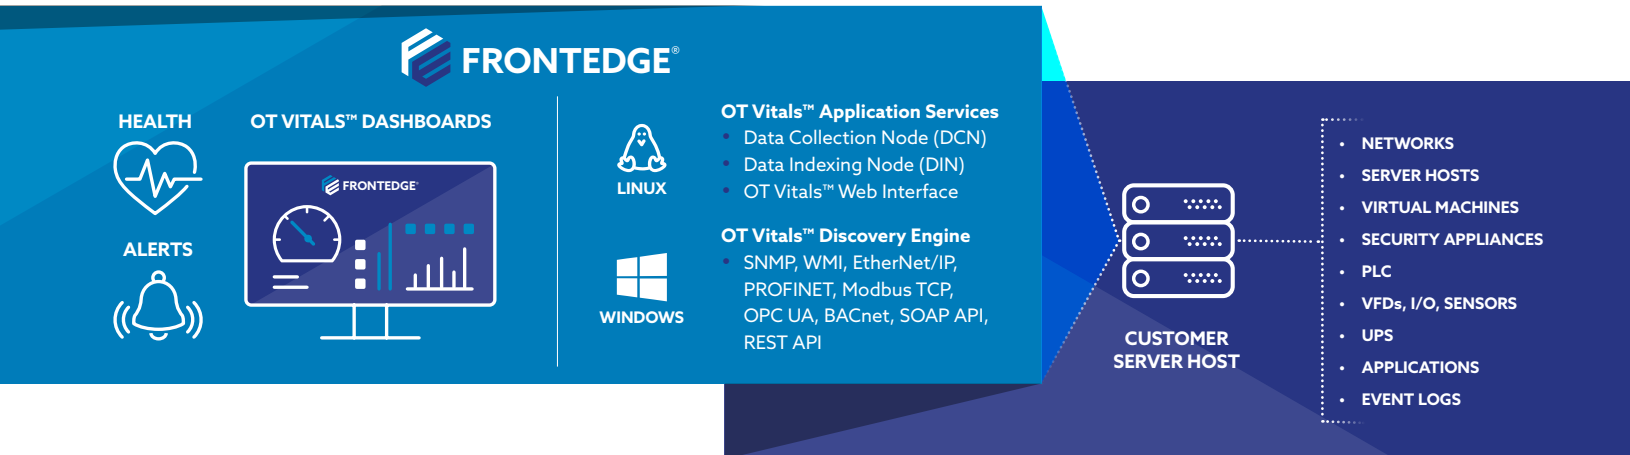 FRONTEDGE®
HEALTH
ALERTS
OT VITALS™ DASHBOARDS
FRONTEDGE®
LINUX
WINDOWS
OT Vitals™ Application Services
• Data Collection Node (DCN)
• Data Indexing Node (DIN)
• OT Vitals™ Web Interface
OT Vitals™ Discovery Engine
• SNMP, WMI, EtherNet/IP,
PROFINET, Modbus TCP,
OPC UA, BACnet, SOAP API,
REST API
CUSTOMER
SERVER HOST
• NETWORKS
• SERVER HOSTS
• VIRTUAL MACHINES
• SECURITY APPLIANCES
• PLC
• VFDs, I/O, SENSORS
• UPS
• APPLICATIONS
• EVENT LOGS